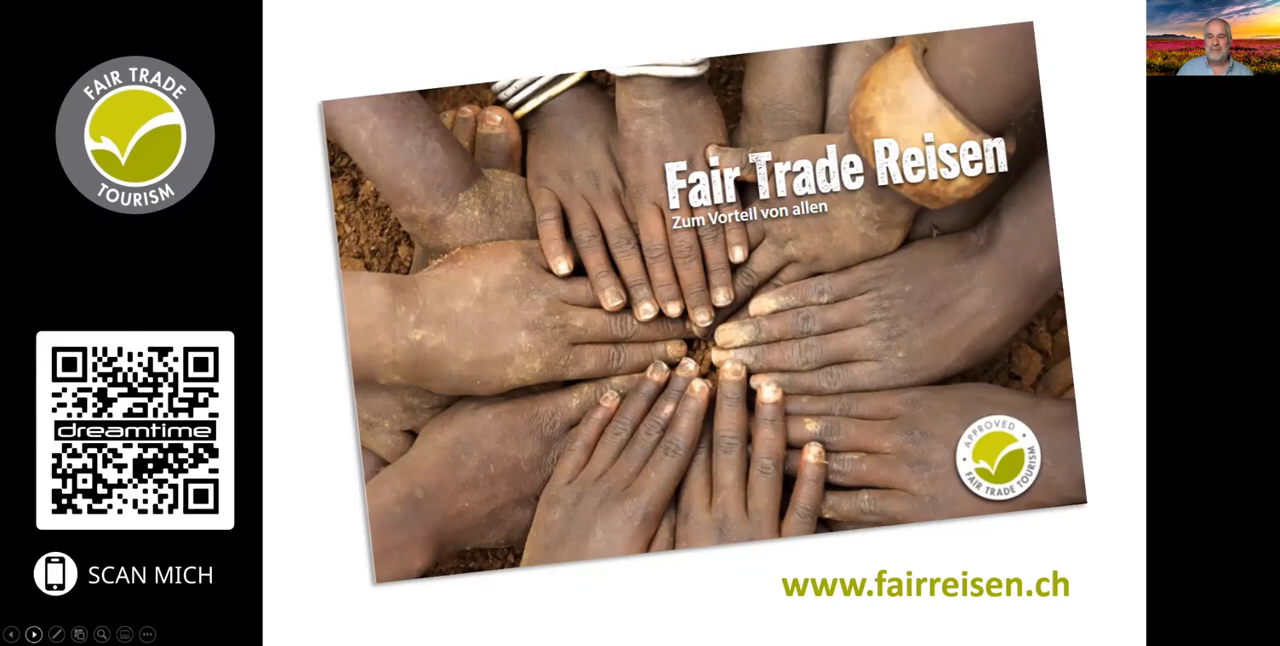 FAIR TRADE
TOURISM
dreamtime
SCAN MICH
Fair Trade Reisen
Zum Vorteil von allen
APPROVED
FAIR TRADE TOURISM
www.fairreisen.ch